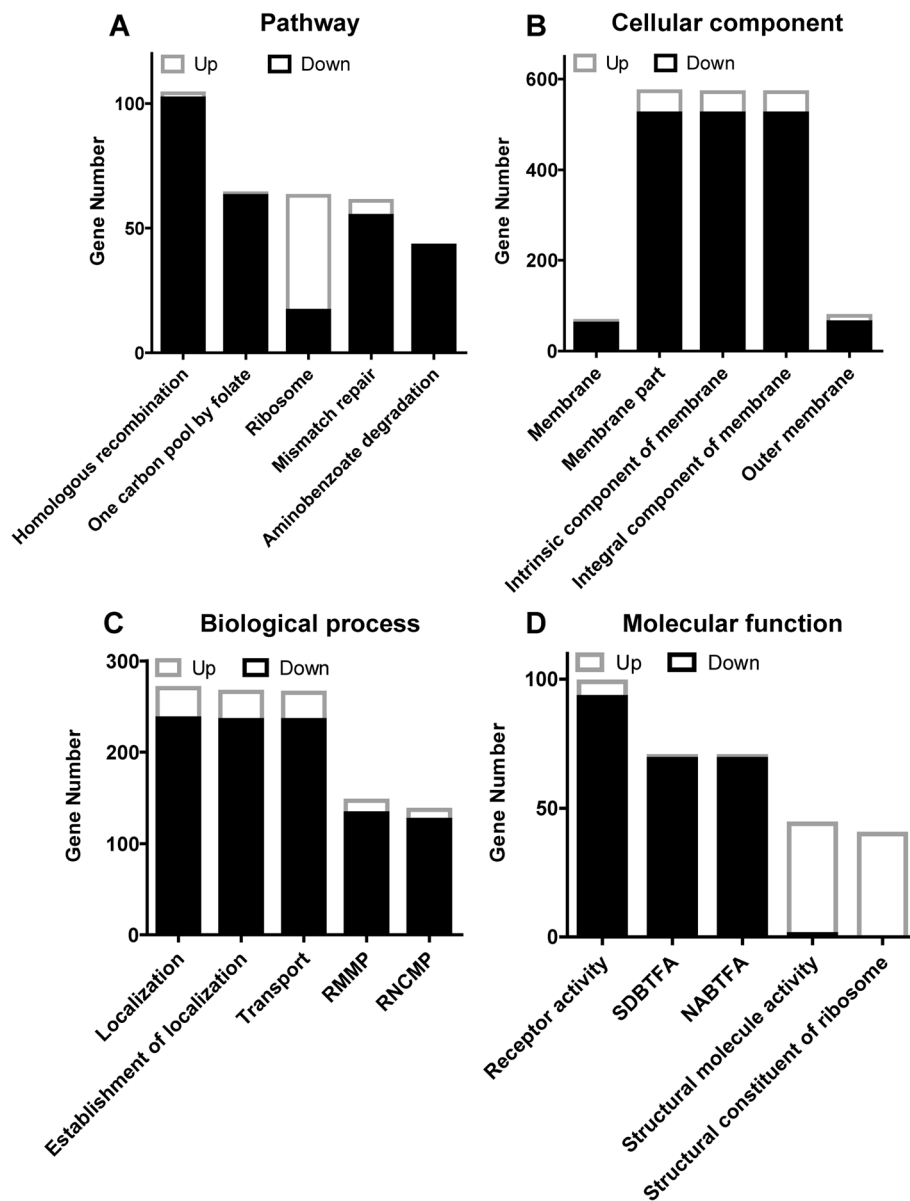 A
Pathway
Up
Down
Gene Number
100
50
0
Homologous recombination
One carbon pool by folate
Ribosome
Mismatch repair
Aminobenzoate degradation
B
Cellular component
Up
Down
Gene Number
600
400
200
0
Membrane
Membrane part
Intrinsic component of membrane
Integral component of membrane
Outer membrane
C
Biological process
Up
Down
Gene Number
300
200
100
0
Localization
Establishment of localization
Transport
RMMP
RNCMP
D
Molecular function
Up
Down
Gene Number
100
50
0
Receptor activity
SDBTFA
NABTFA
Structural molecule activity
Structural constituent of ribosome